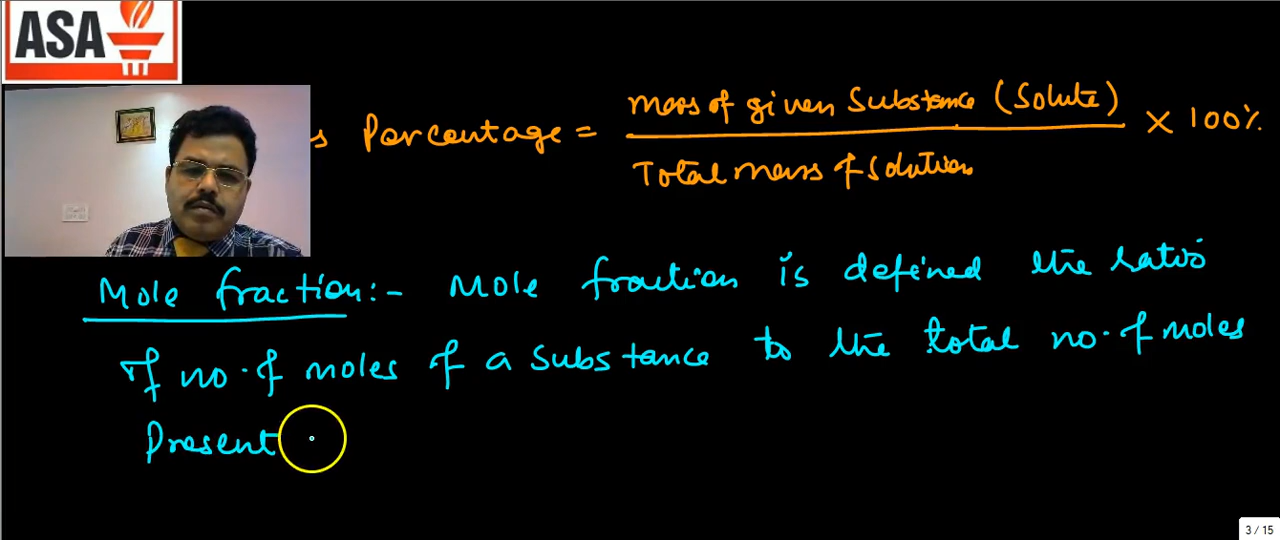 ASA
s Percentage = mass of given Substance (Solute) / Total mass of Solution × 100%
Mole fraction:- Mole fraction is defined the ratio
of no. of moles of a substance to the total no. of moles
Present
3 / 15